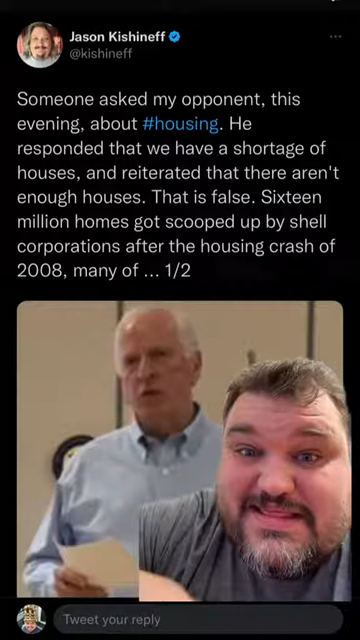 Jason Kishineff
@kishineff
Someone asked my opponent, this
evening, about #housing. He
responded that we have a shortage of
houses, and reiterated that there aren't
enough houses. That is false. Sixteen
million homes got scooped up by shell
corporations after the housing crash of
2008, many of ... 1/2
Tweet your reply